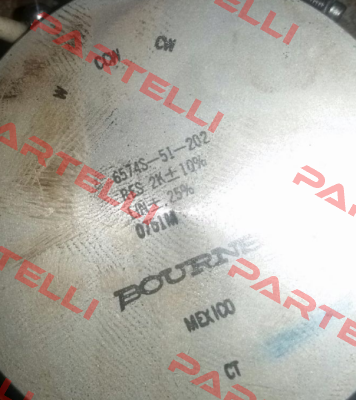 CW
CCW
W
6574S-51-202
RES 2K±10%
LIN± 25%
0751M
BOURNS
MEXICO
CT
PARTELLI
PARTELLI
PARTELLI
PARTELLI
PARTELLI